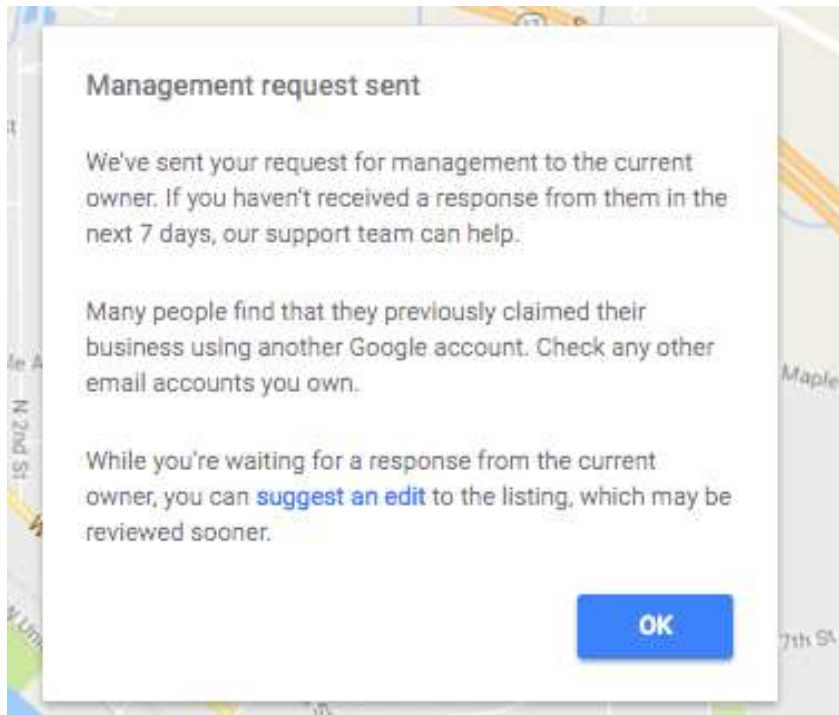 17
S
Management request sent
We've sent your request for management to the current
owner. If you haven't received a response from them in the
next 7 days, our support team can help.
Many people find that they previously claimed their
business using another Google account. Check any other
email accounts you own.
Maple
N 2nd St
While you're waiting for a response from the current
owner, you can suggest an edit to the listing, which may be
reviewed sooner.
W
OK
7th St